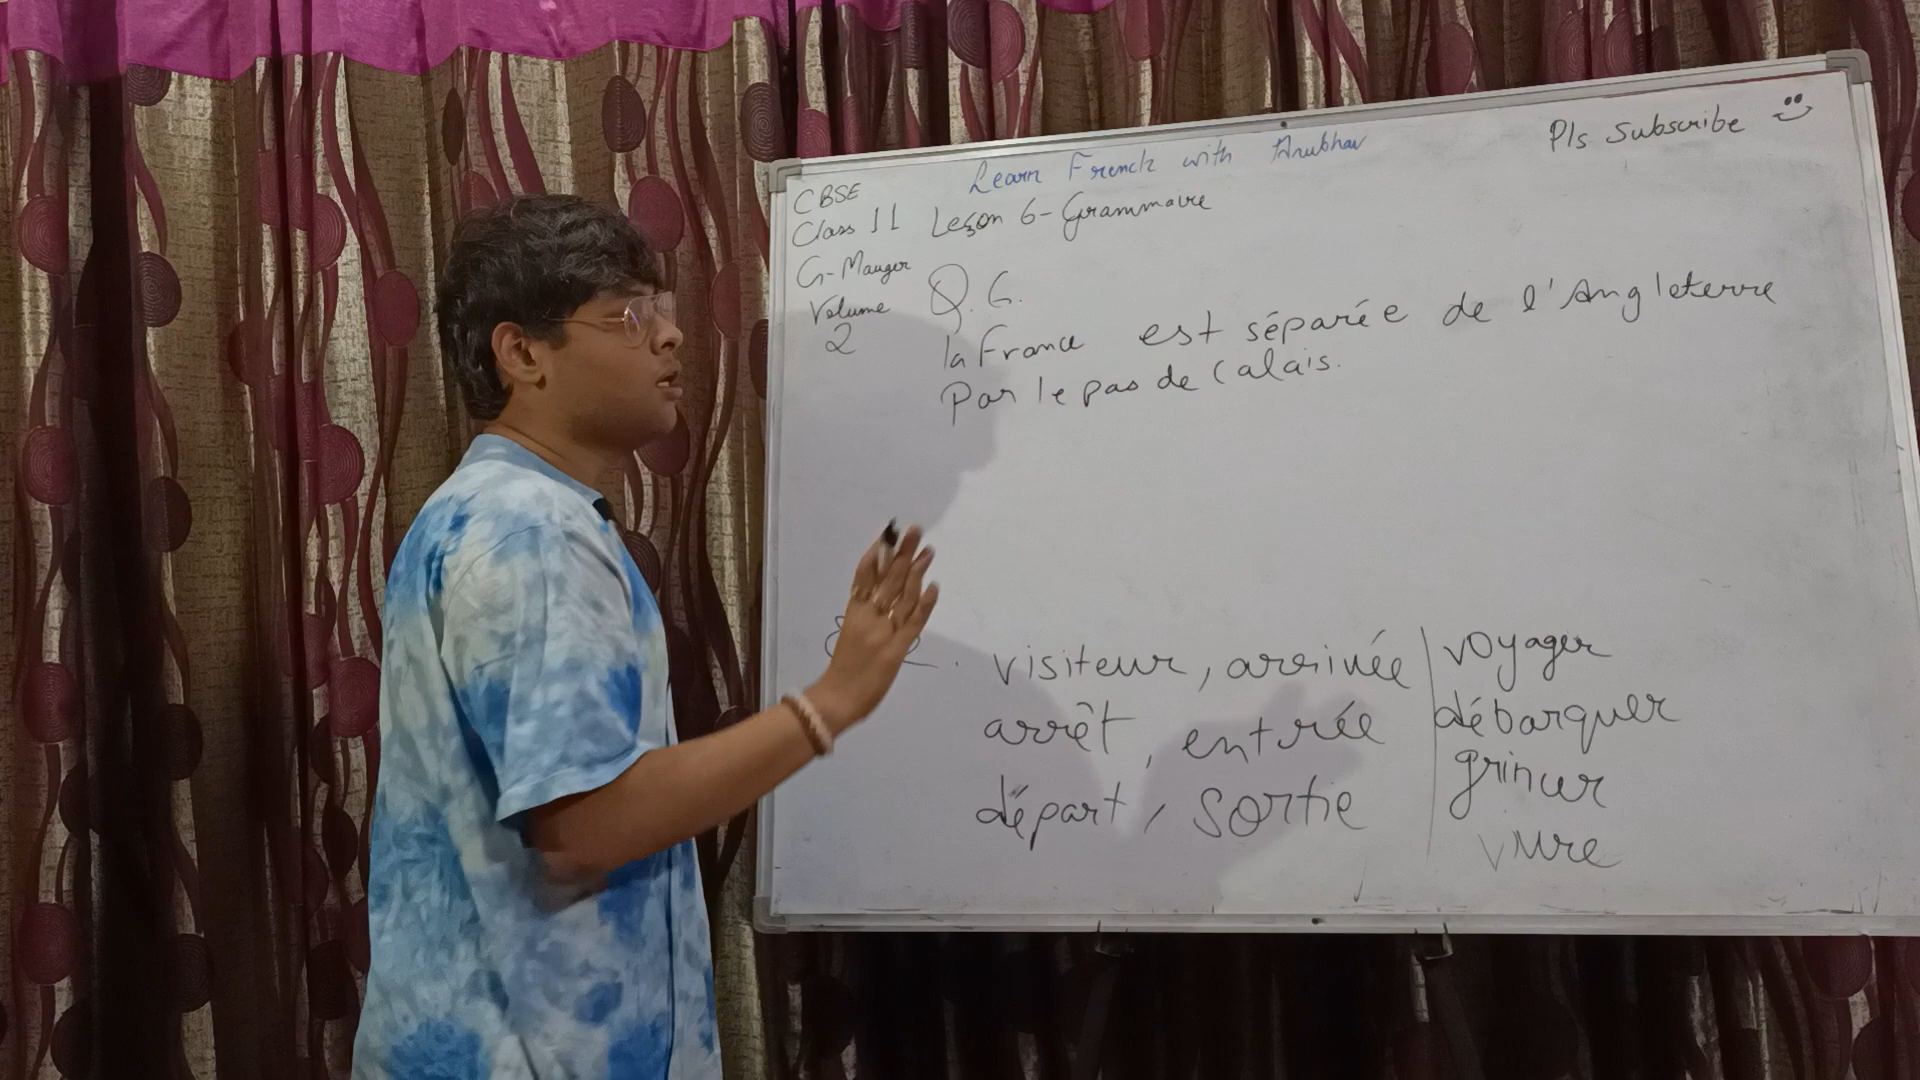 Learn French with Anubhav
Pls Subscribe
CBSE
Class 11 Leçon 6 - Grammaire
G-Mauger
Volume
2
Q. 6.
la France est séparée de l'Angleterre
Par le pas de Calais.
visiteur, arrivée
arrêt, entrée
départ, sortie
voyager
débarquer
grincer
vivre